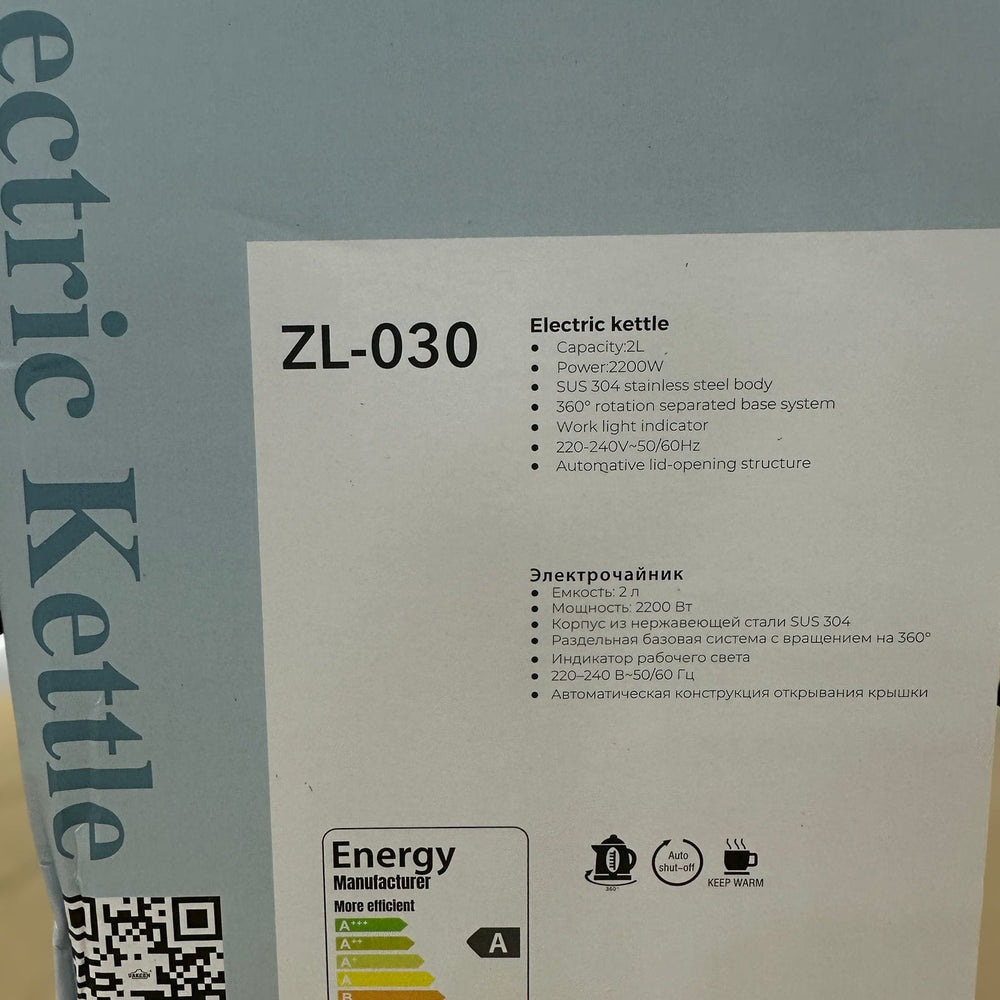 ectric Kettle
ZL-030
Electric kettle
• Capacity:2L
• Power:2200W
• SUS 304 stainless steel body
• 360° rotation separated base system
• Work light indicator
• 220-240V~50/60Hz
• Automative lid-opening structure
Электрочайник
• Емкость: 2 л
• Мощность: 2200 Вт
• Корпус из нержавеющей стали SUS 304
• Раздельная базовая система с вращением на 360°
• Индикатор рабочего света
• 220–240 В~50/60 Гц
• Автоматическая конструкция открывания крышки
Energy
Manufacturer
More efficient
A+++
A++
A+
A
B
A
360°
Auto
shut-off
KEEP WARM